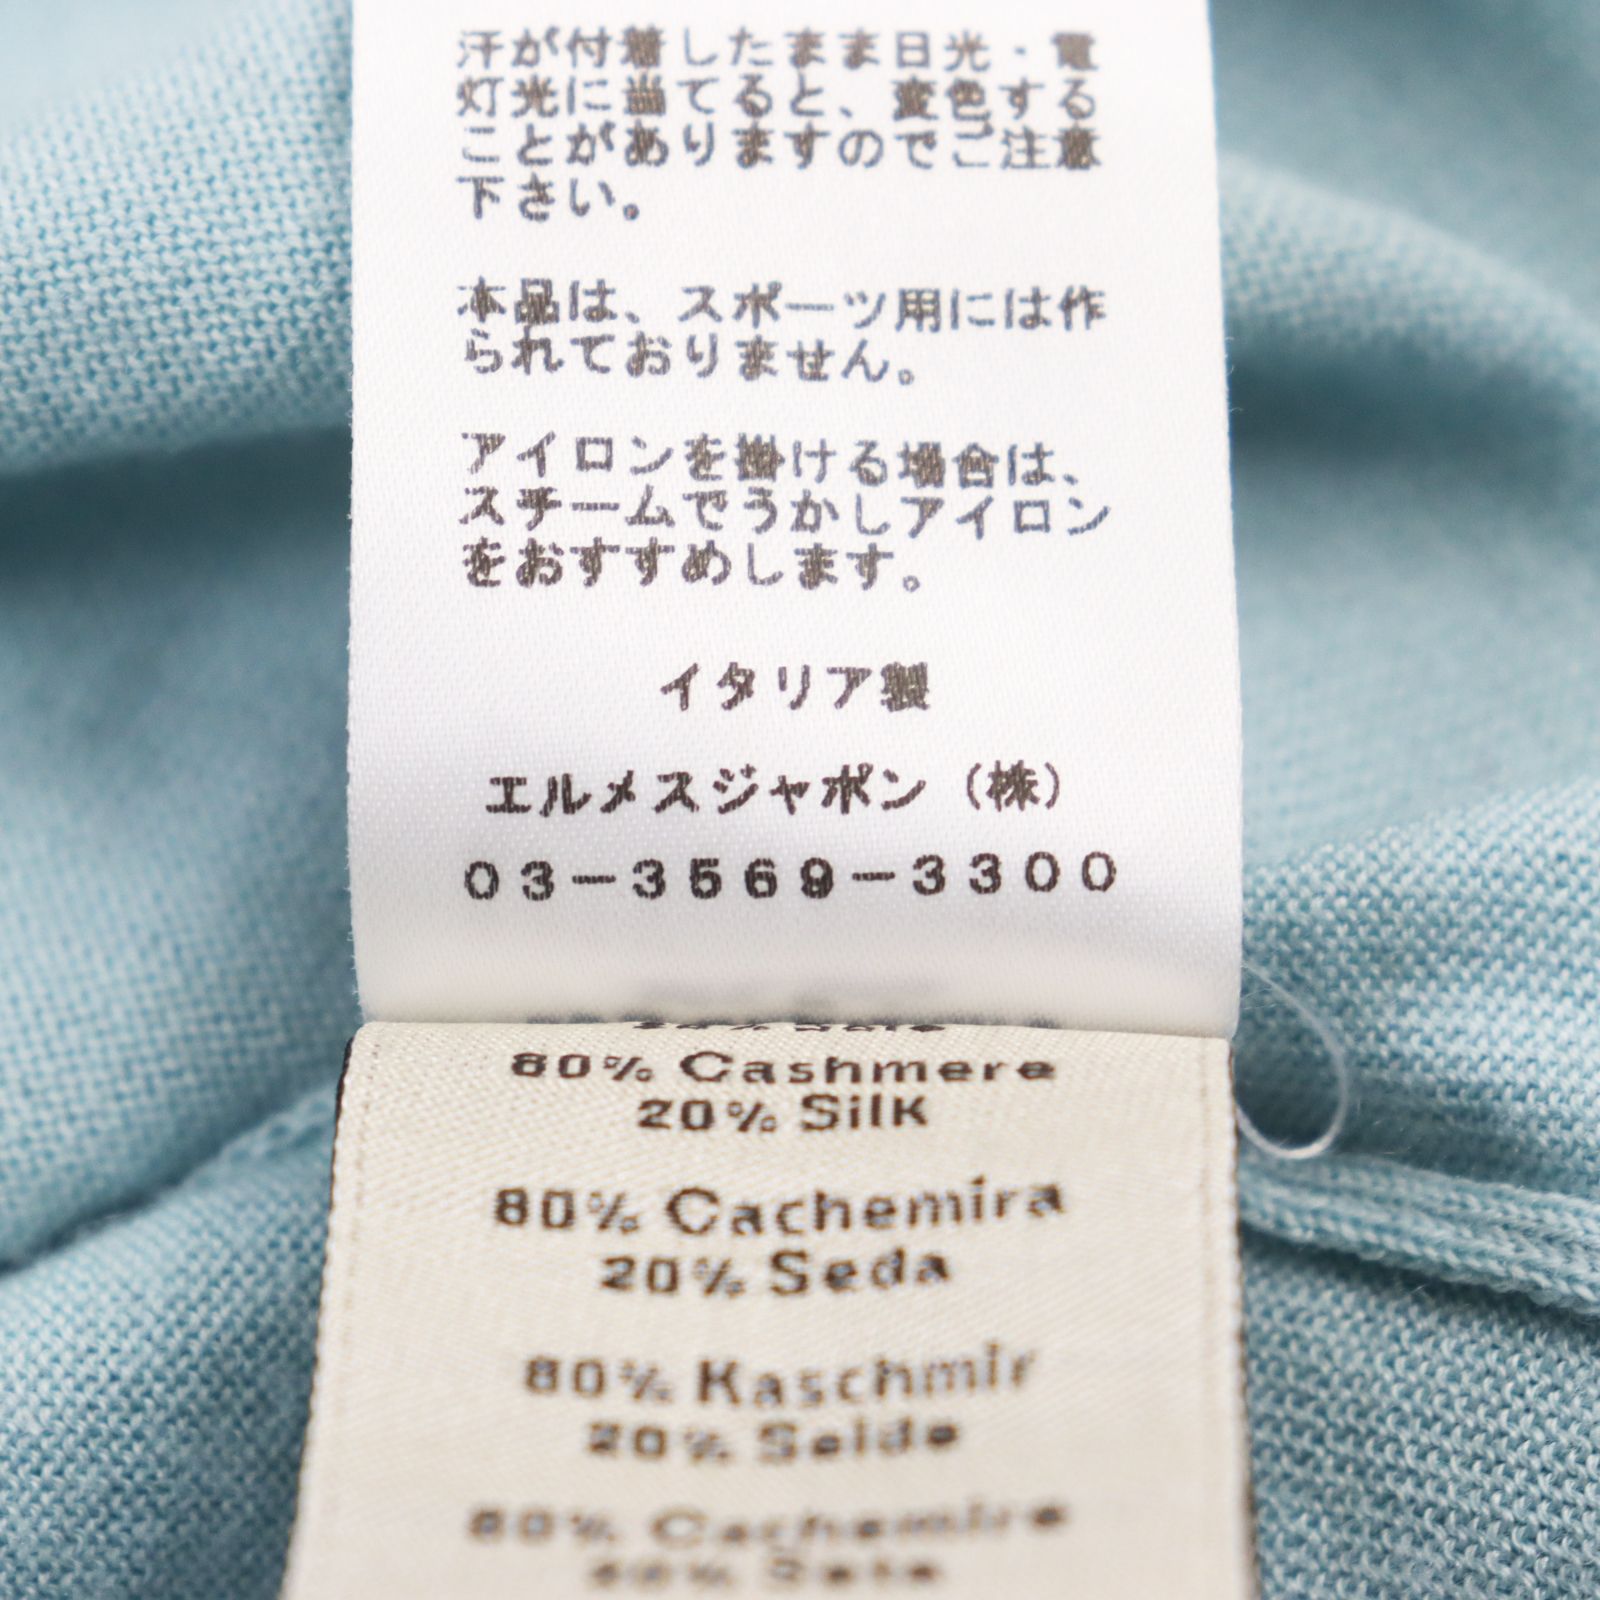 汗が付着したまま日光・電
灯光に当てると、変色する
ことがありますのでご注意
下さい。
本品は、スポーツ用には作
られておりません。
アイロンを掛ける場合は、
スチームでうかしアイロン
をおすすめします。
イタリア製
エルメスジャポン（株）
03-3569-3300
80% Cashmere
20% Silk
80% Cachemira
20% Seda
80% Kaschmir
20% Seide
80% Cachemire